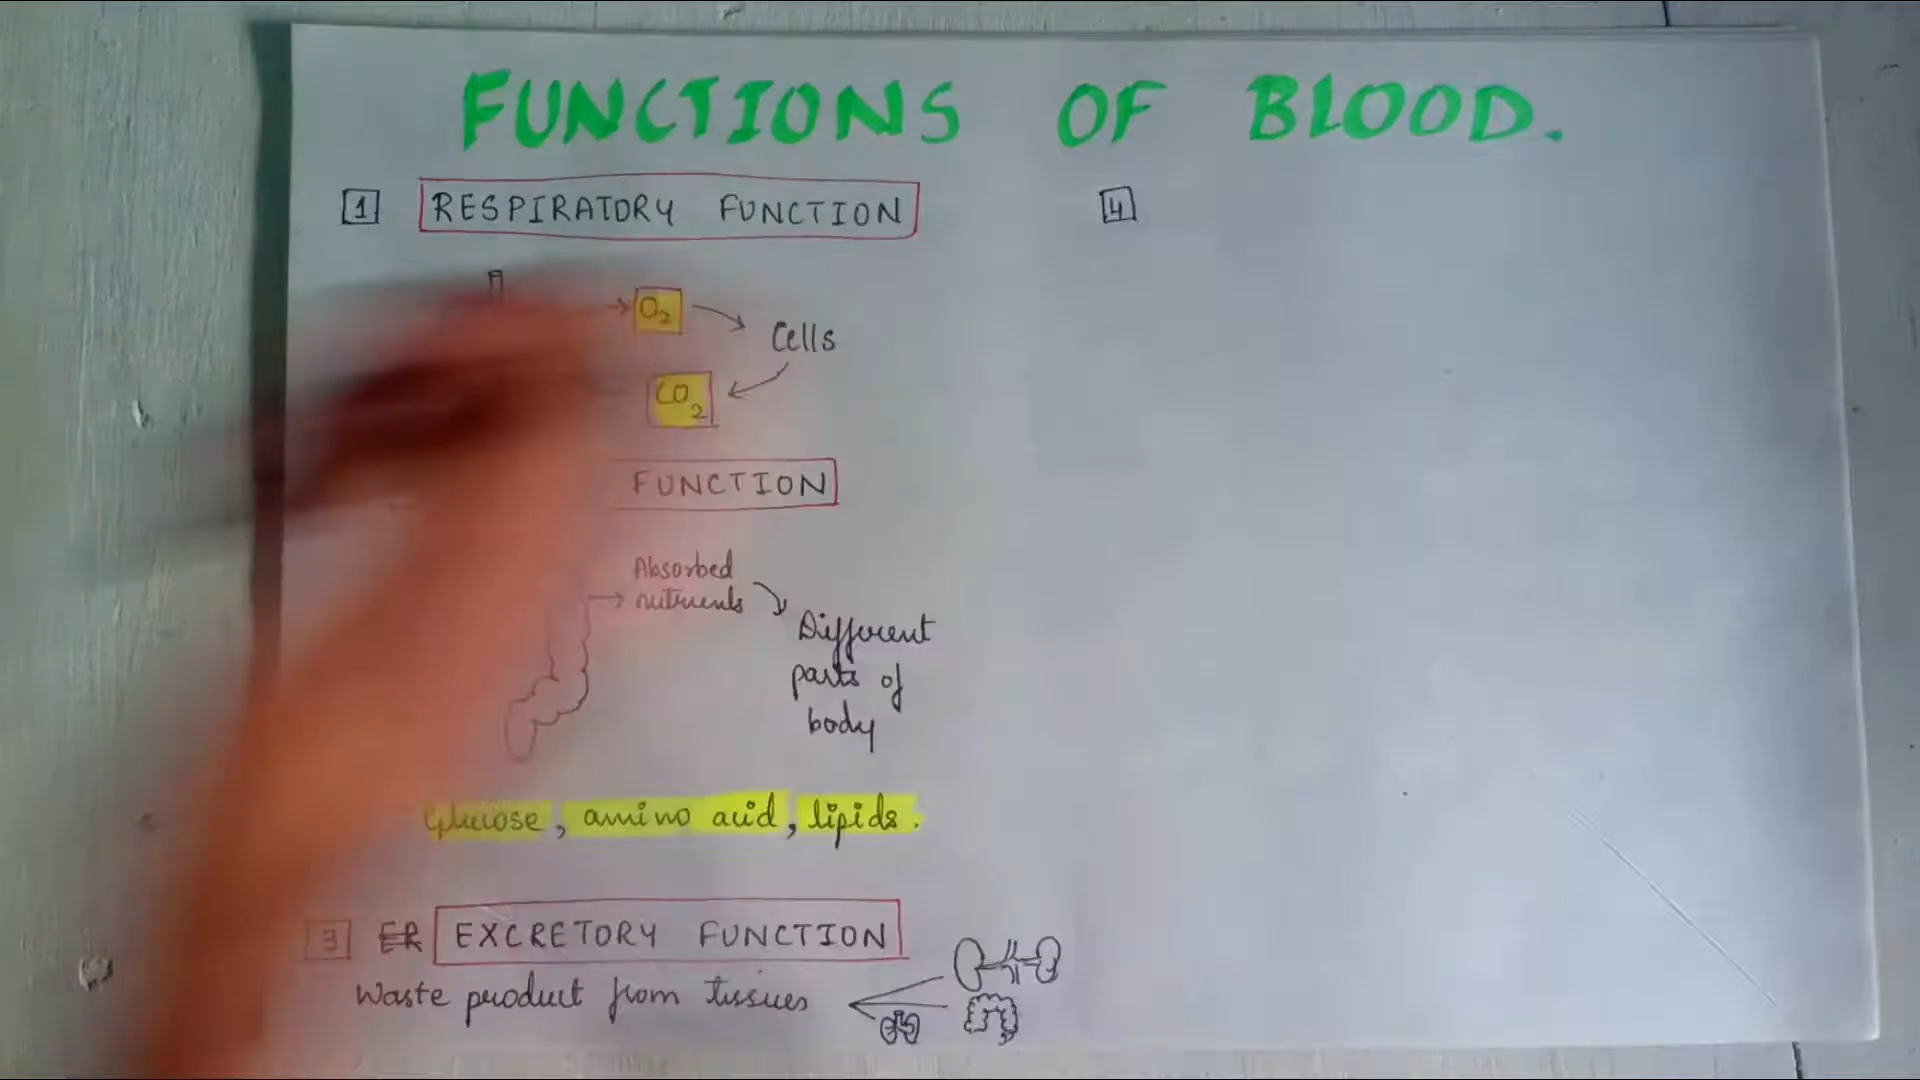 FUNCTIONS OF BLOOD.
1 RESPIRATORY FUNCTION
O2
Cells
CO2
FUNCTION
Absorbed
nutrients
Different
parts of
body
Glucose, amino acid, lipids.
3 ER EXCRETORY FUNCTION
Waste product from tissues
4